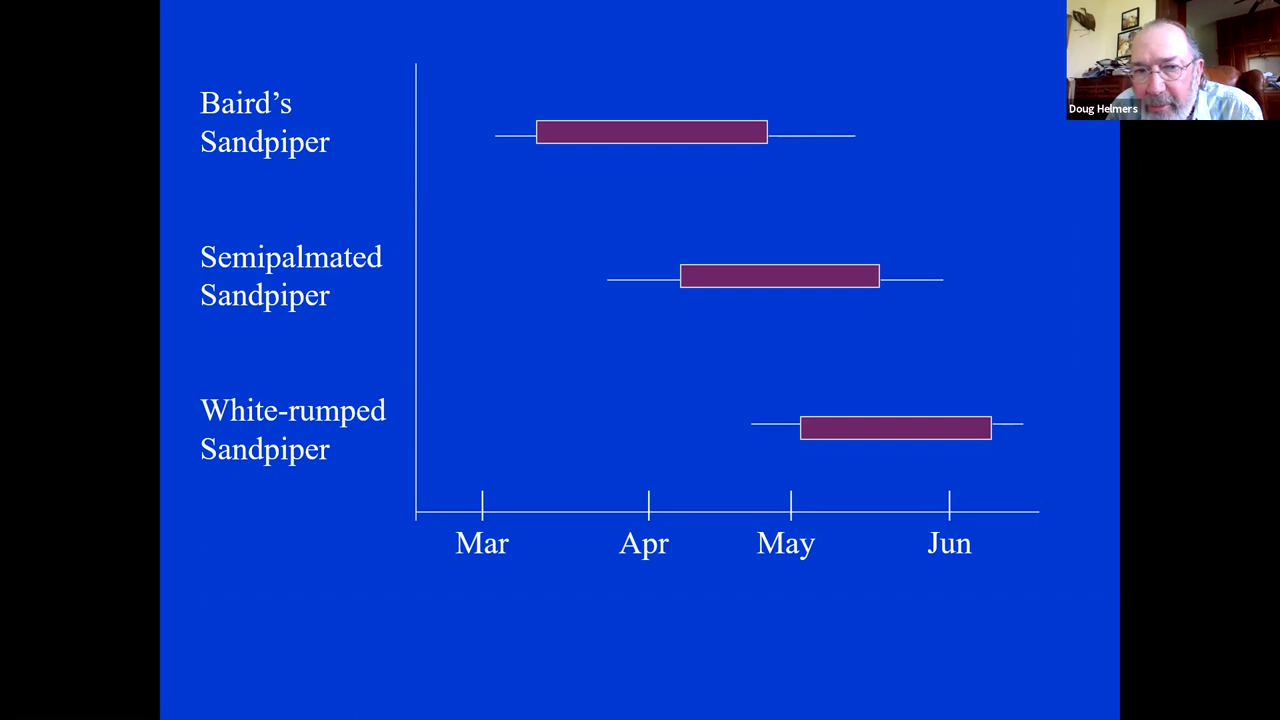 Baird’s
Sandpiper
Doug Helmers
Semipalmated
Sandpiper
White-rumped
Sandpiper
Mar Apr May Jun